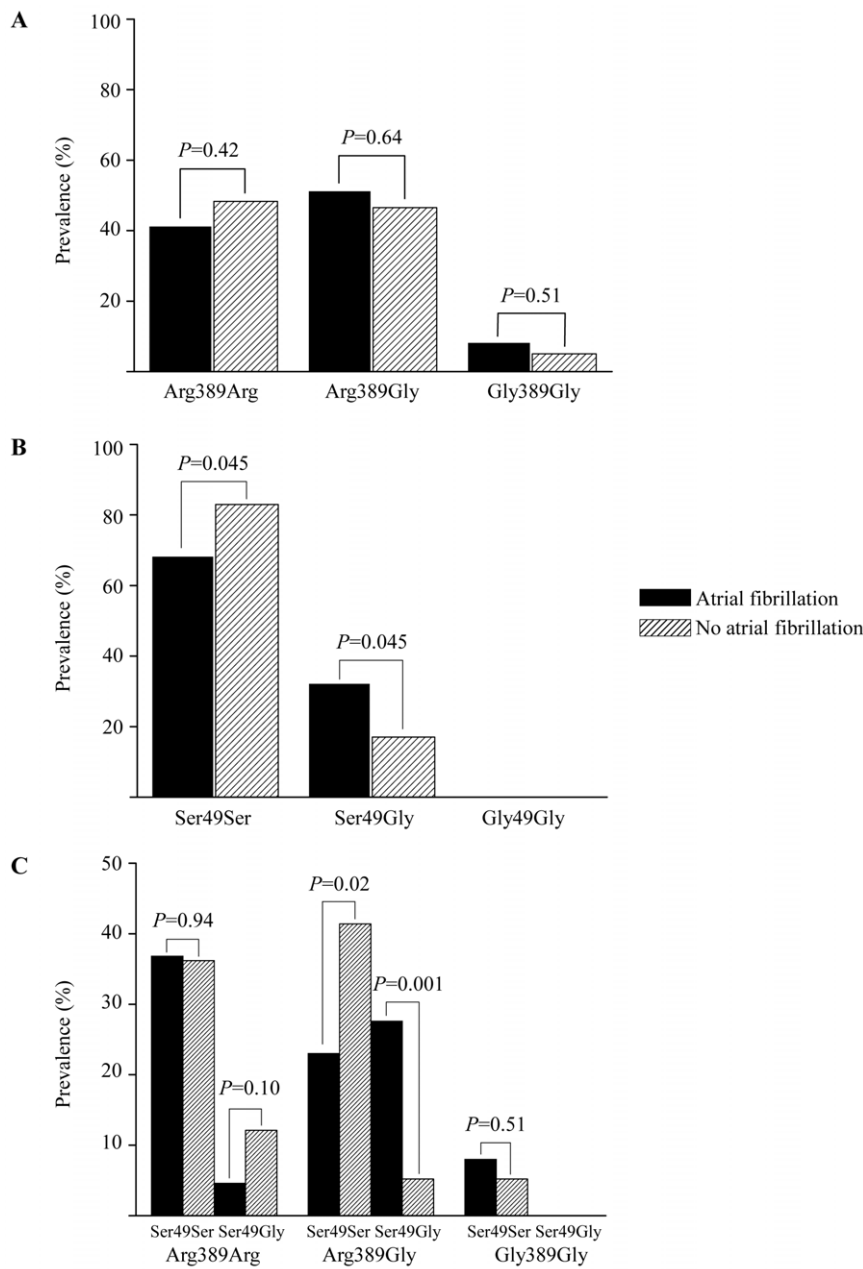 A
100
80
60
40
20
Prevalence (%)
P=0.42
P=0.64
P=0.51
Arg389Arg Arg389Gly Gly389Gly
B
100
80
60
40
20
Prevalence (%)
P=0.045
P=0.045
Ser49Ser Ser49Gly Gly49Gly
Atrial fibrillation
No atrial fibrillation
C
50
40
30
20
10
Prevalence (%)
P=0.94
P=0.10
P=0.02
P=0.001
P=0.51
Ser49Ser Ser49Gly Ser49Ser Ser49Gly Ser49Ser Ser49Gly
Arg389Arg Arg389Gly Gly389Gly